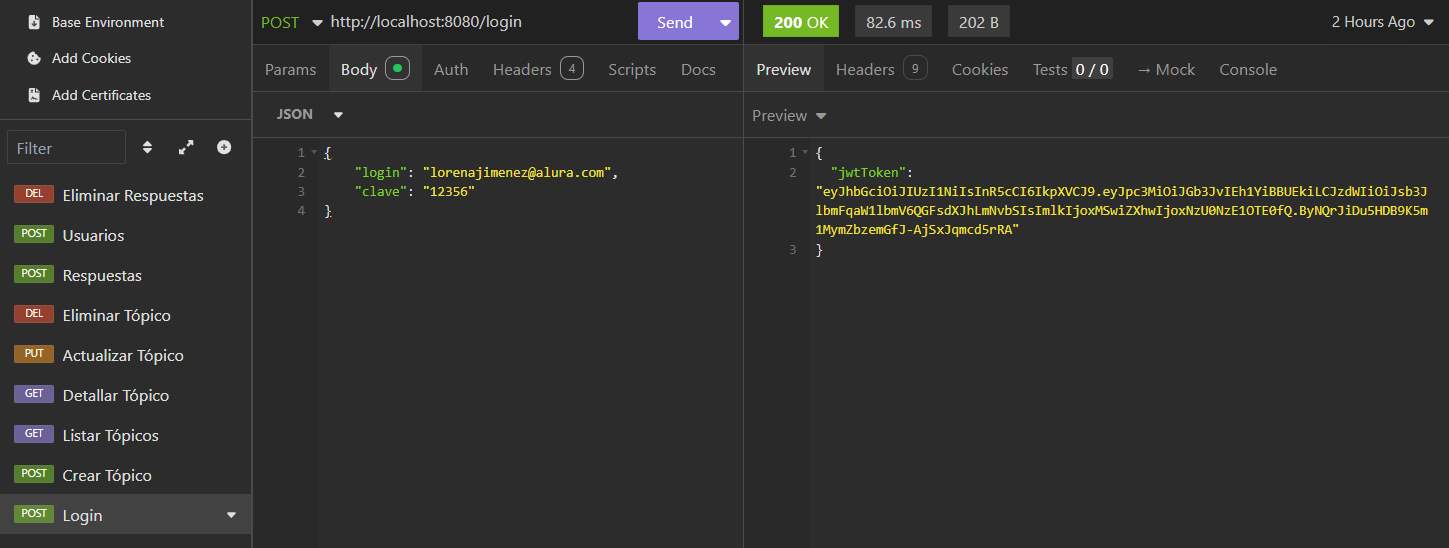 Base Environment
Add Cookies
Add Certificates
Filter
DEL Eliminar Respuestas
POST Usuarios
POST Respuestas
DEL Eliminar Tópico
PUT Actualizar Tópico
GET Detallar Tópico
GET Listar Tópicos
POST Crear Tópico
POST Login
POST http://localhost:8080/login Send
Params Body Auth Headers 4 Scripts Docs
JSON
1 {
2 "login": "lorenajimenez@alura.com",
3 "clave": "12356"
4 }
200 OK 82.6 ms 202 B 2 Hours Ago
Preview Headers 9 Cookies Tests 0 / 0 → Mock Console
Preview
1 {
2 "jwtToken":
"eyJhbGciOiJIUzI1NiIsInR5cCI6IkpXVCJ9.eyJpc3MiOiJGb3JvIEh1YiBBUEkiLCJzdWIiOiJsb3J
lbmFqaW1lbmV6QGFsdXJhLmNvbSIsImlkIjoxMSwiZXhwIjoxNzU0NzE1OTE0fQ.ByNQrJiDu5HDB9K5m
1MymZbzemGfJ-AjSxJqmcd5rRA"
3 }